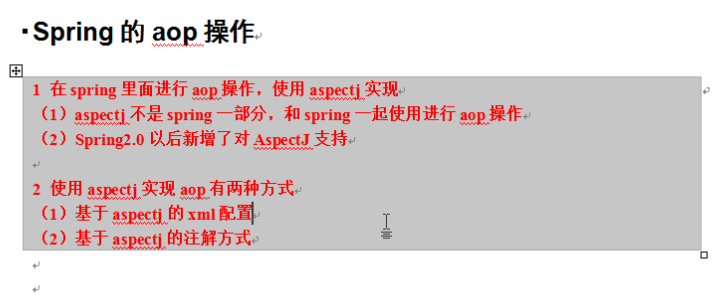 ·Spring 的 aop 操作
1 在 spring 里面进行 aop 操作，使用 aspectj 实现
（1）aspectj 不是 spring 一部分，和 spring 一起使用进行 aop 操作
（2）Spring2.0 以后新增了对 AspectJ 支持
2 使用 aspectj 实现 aop 有两种方式
（1）基于 aspectj 的 xml 配置
（2）基于 aspectj 的注解方式